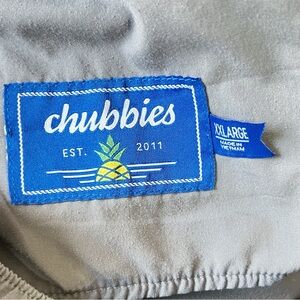 chubbies
EST. 2011
XXLARGE
MADE IN
VIETNAM